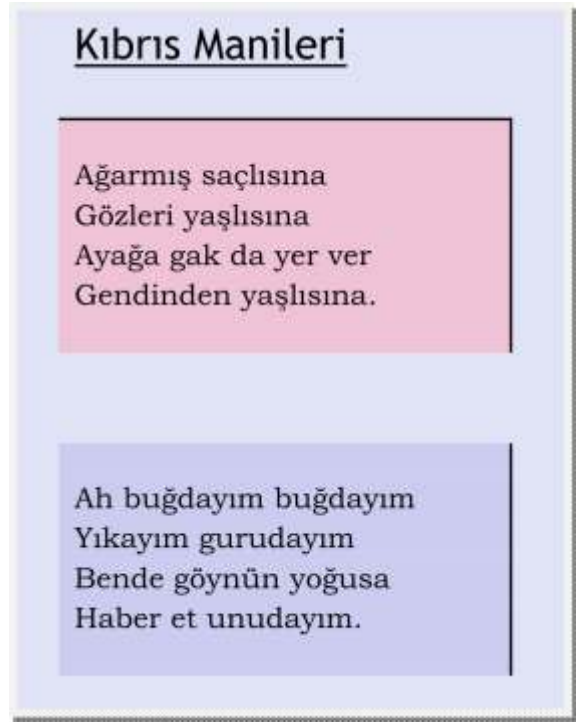 Kıbrıs Manileri
Ağarmış saçlısına
Gözleri yaşlısına
Ayağa gak da yer ver
Gendinden yaşlısına.
Ah buğdayım buğdayım
Yıkayım gurudayım
Bende göynün yoğusa
Haber et unudayım.